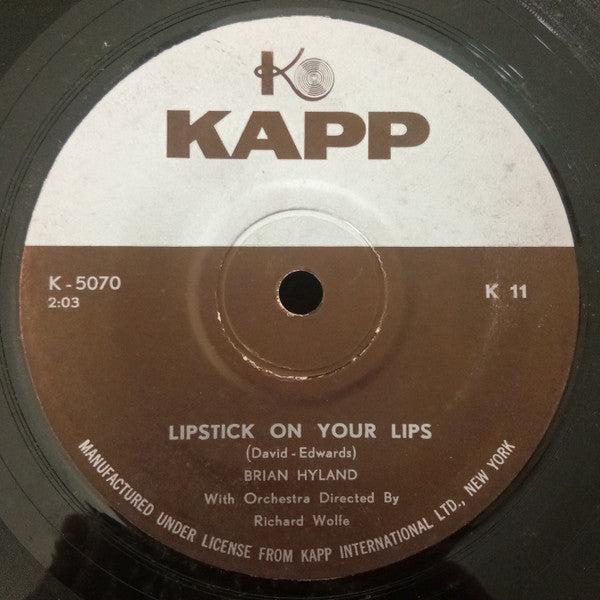 K
KAPP
K - 5070
2:03
K 11
LIPSTICK ON YOUR LIPS
(David - Edwards)
BRIAN HYLAND
With Orchestra Directed By
Richard Wolfe
MANUFACTURED UNDER LICENSE FROM KAPP INTERNATIONAL LTD., NEW YORK